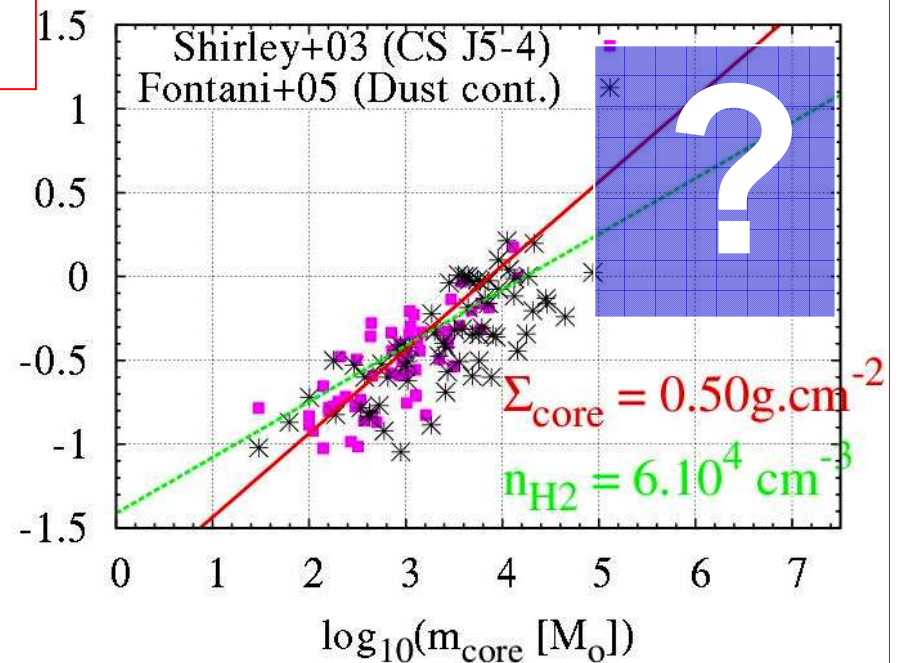 Shirley+03 (CS J5-4)
Fontani+05 (Dust cont.)
?
1.5
1
0.5
0
-0.5
-1
-1.5
Σcore = 0.50g.cm-2
nH2 = 6.10^4 cm-3
0 1 2 3 4 5 6 7
log10(mcore [Mo])